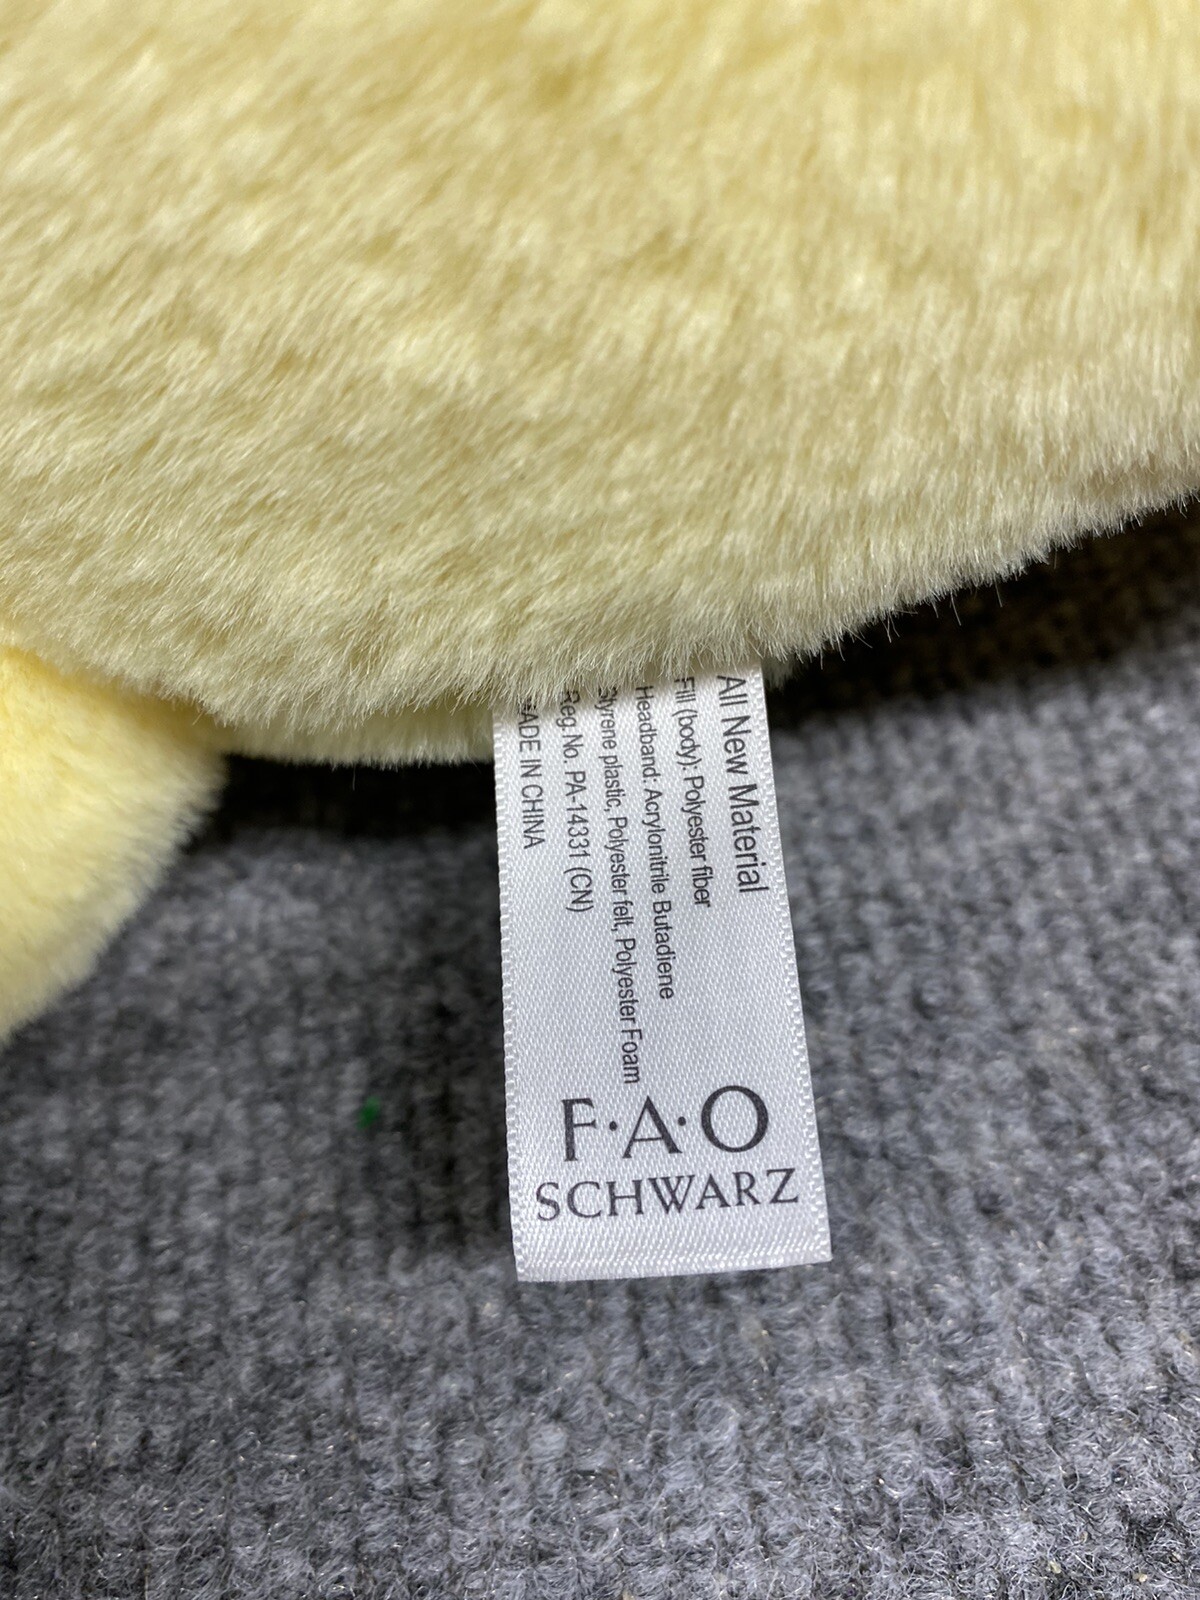 All New Material
Fill (body): Polyester fiber
Headband: Acrylonitrile Butadiene
Styrene plastic, Polyester felt, Polyester Foam
Reg. No. PA-14331 (CN)
MADE IN CHINA
F·A·O
SCHWARZ